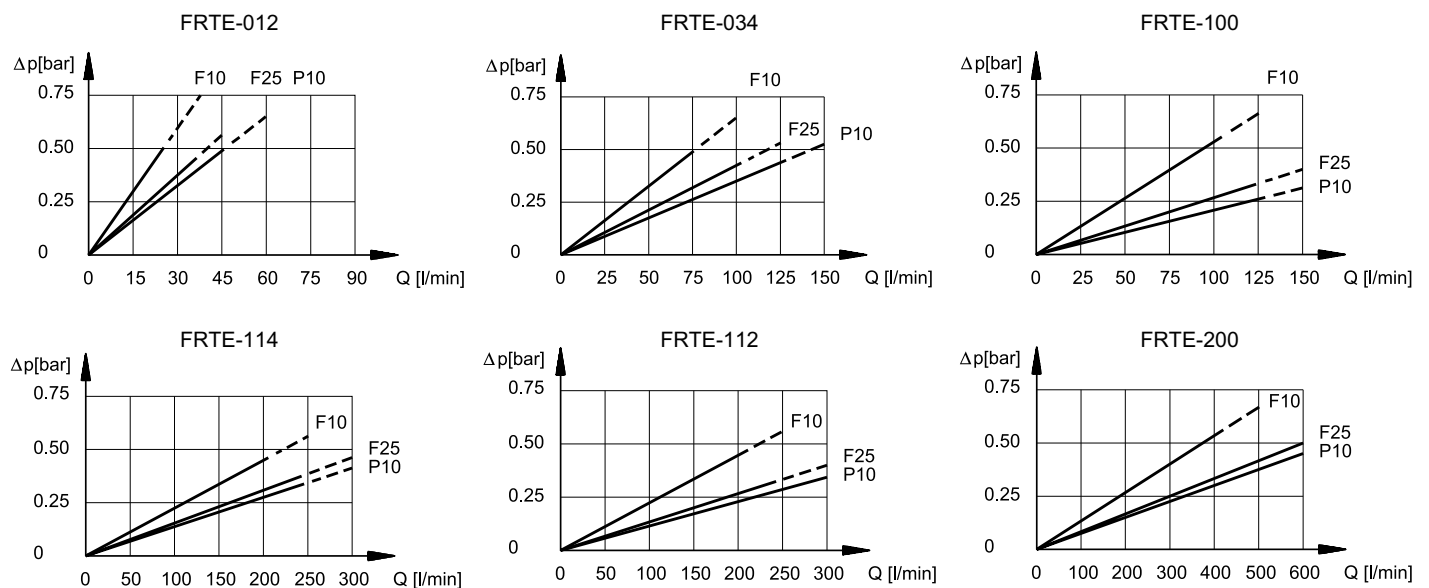 FRTE-012
Δp[bar]
F10 F25 P10
0.75
0.50
0.25
0
0 15 30 45 60 75 90 Q [l/min]
FRTE-034
Δp[bar]
F10
0.75
F25 P10
0.50
0.25
0
0 25 50 75 100 125 150 Q [l/min]
FRTE-100
Δp[bar]
F10
0.75
0.50
F25
P10
0.25
0
0 25 50 75 100 125 150 Q [l/min]
FRTE-114
Δp[bar]
0.75
F10
0.50
F25
P10
0.25
0
0 50 100 150 200 250 300 Q [l/min]
FRTE-112
Δp[bar]
0.75
F10
0.50
F25
P10
0.25
0
0 50 100 150 200 250 300 Q [l/min]
FRTE-200
Δp[bar]
0.75
F10
0.50
F25
P10
0.25
0
0 100 200 300 400 500 600 Q [l/min]